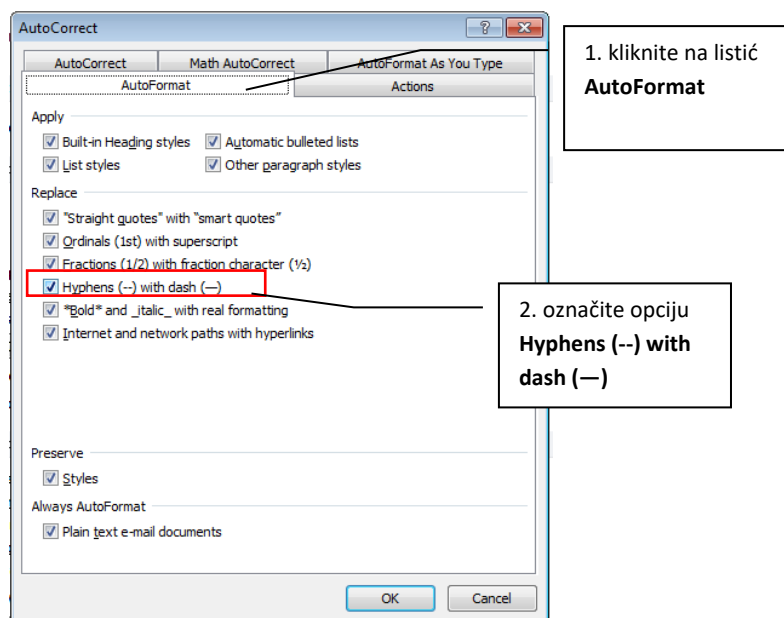 AutoCorrect
AutoCorrect Math AutoCorrect AutoFormat As You Type
AutoFormat Actions
Apply
Built-in Heading styles Automatic bulleted lists
List styles Other paragraph styles
Replace
"Straight quotes" with “smart quotes”
Ordinals (1st) with superscript
Fractions (1/2) with fraction character (½)
Hyphens (--) with dash (—)
*Bold* and _italic_ with real formatting
Internet and network paths with hyperlinks
Preserve
Styles
Always AutoFormat
Plain text e-mail documents
OK Cancel
1. kliknite na listić
AutoFormat
2. označite opciju
Hyphens (--) with
dash (—)